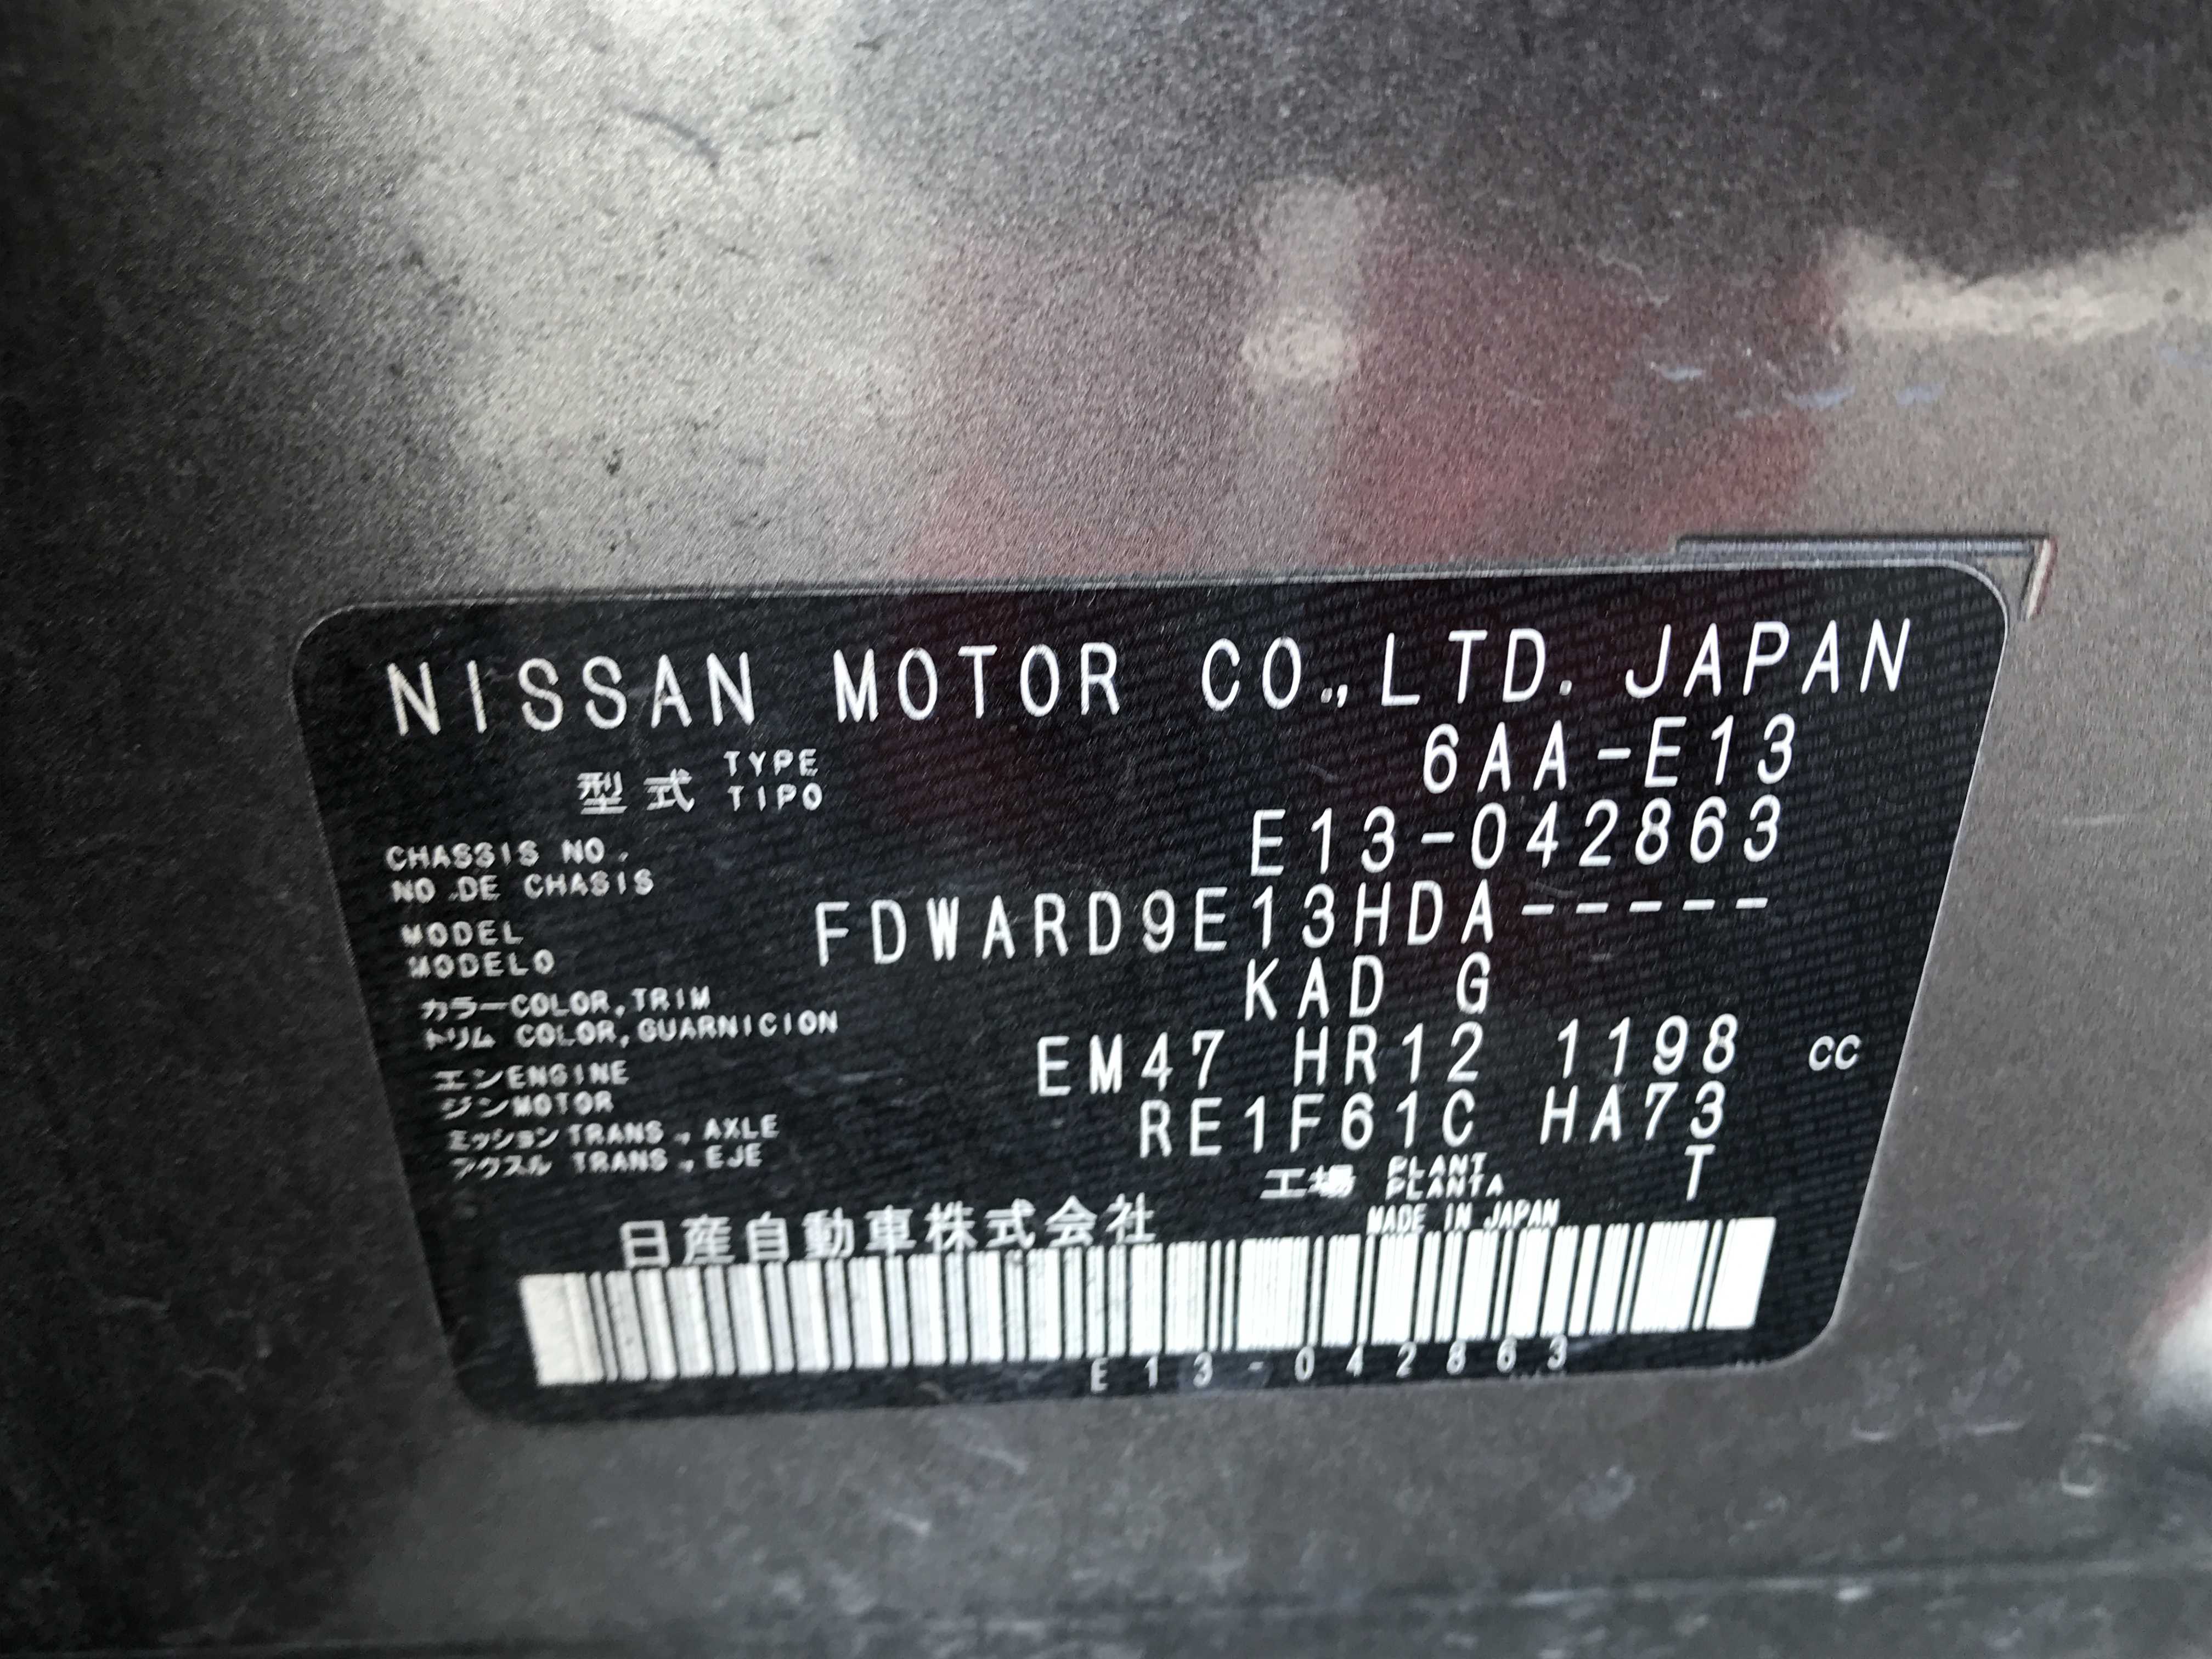 NISSAN MOTOR CO.,LTD. JAPAN
型式 TYPE TIPO 6AA-E13
CHASSIS NO.
NO.DE CHASIS
E13-042863
MODEL
MODELO
FDWARD9E13HDA-----
カラーCOLOR,TRIM
トリム COLOR,GUARNICION
KAD G
エンENGINE
ジンMOTOR
EM47 HR12 1198 cc
ミッションTRANS.,AXLE
アクスル TRANS.,EJE
RE1F61C HA73
工場 PLANT PLANTA T
日産自動車株式会社 MADE IN JAPAN
E13-042863